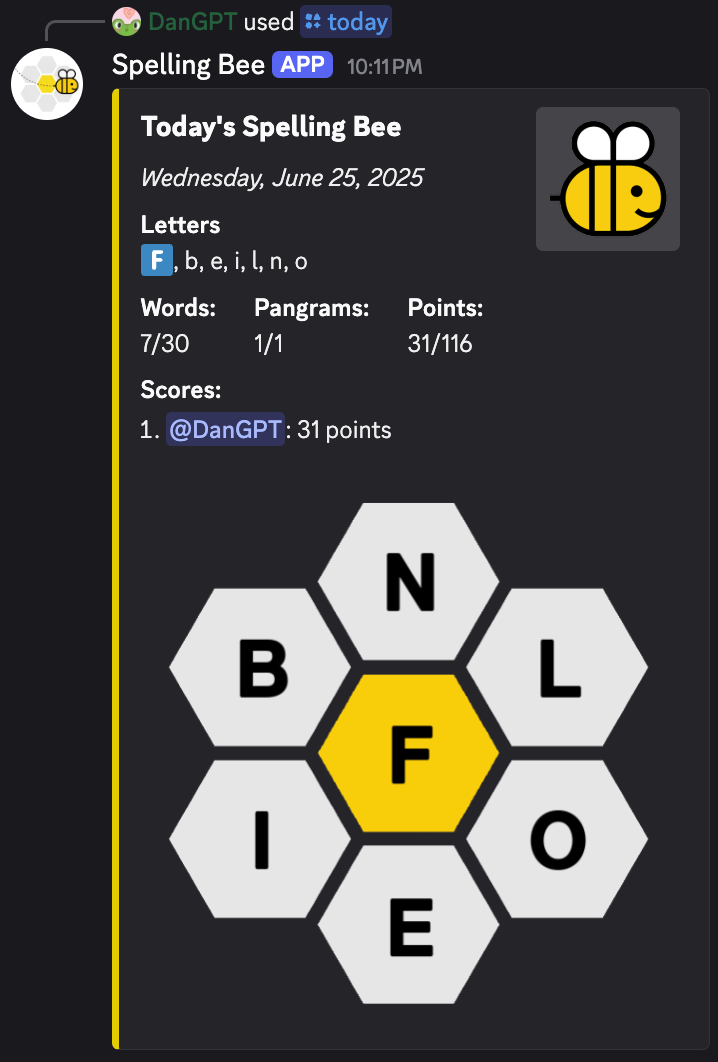 DanGPT used today
Spelling Bee APP 10:11 PM
Today's Spelling Bee
Wednesday, June 25, 2025
Letters
F, b, e, i, l, n, o
Words: Pangrams: Points:
7/30 1/1 31/116
Scores:
1. @DanGPT: 31 points
N
B L
F
I O
E